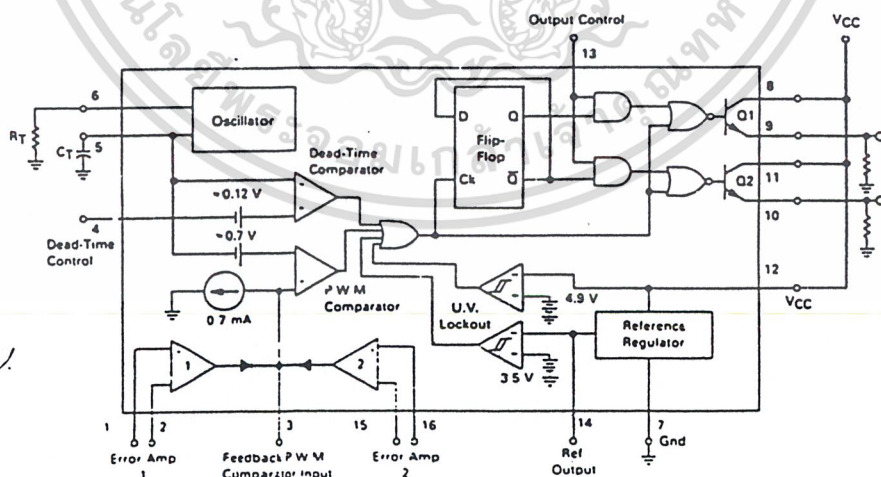 Output Control
VCC
13
6
8
RT
Oscillator
D
Q
Q1
9
5
CT
Flip-
Flop
Dead-Time
Comparator
11
Ck
Q
Q2
≈0.12 V
10
4
Dead-Time
Control
≈0.7 V
P W M
Comparator
12
VCC
4.9 V
U.V.
Lockout
0.7 mA
Reference
Regulator
3.5 V
1
2
1
2
3
15
16
14
7
Gnd
Error Amp
1
Feedback P W M
Comparator Input
Error Amp
2
Ref
Output